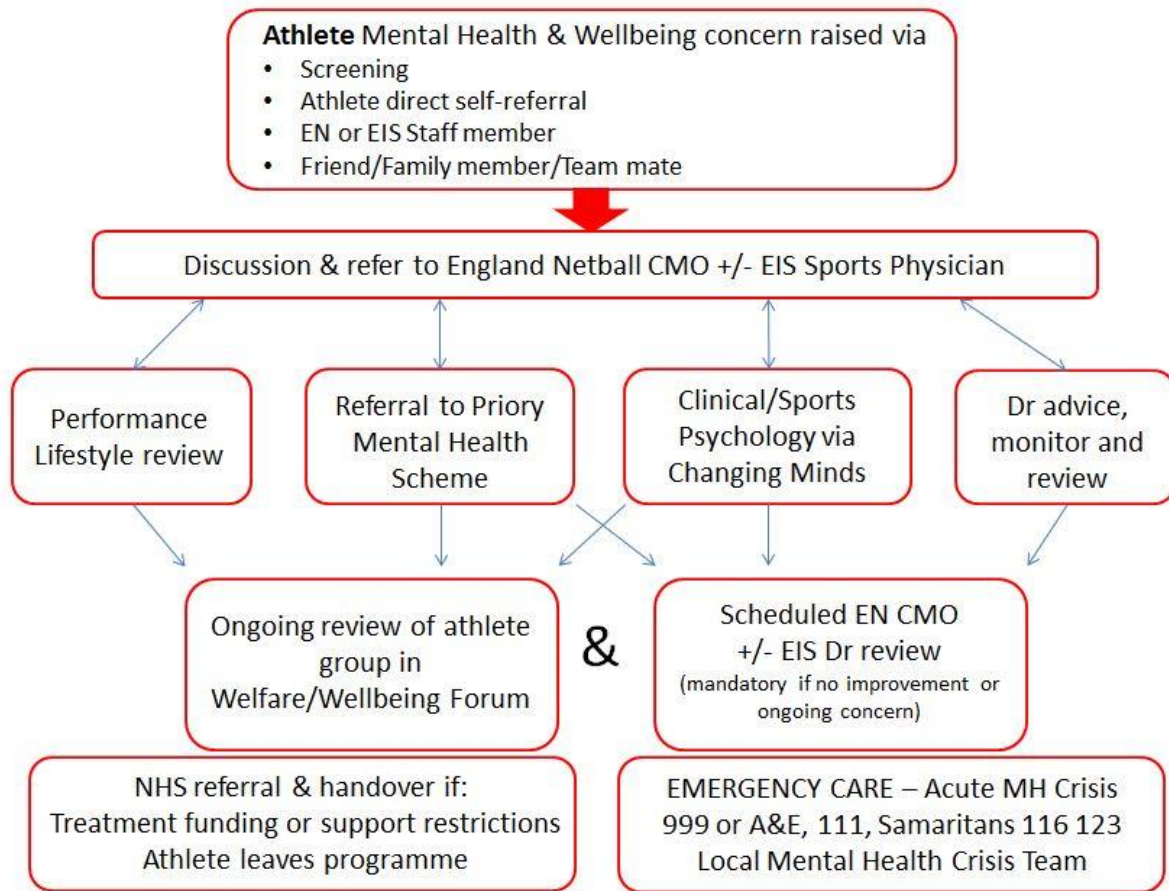 Athlete Mental Health & Wellbeing concern raised via
• Screening
• Athlete direct self-referral
• EN or EIS Staff member
• Friend/Family member/Team mate
Discussion & refer to England Netball CMO +/- EIS Sports Physician
Performance
Lifestyle review
Referral to Priory
Mental Health
Scheme
Clinical/Sports
Psychology via
Changing Minds
Dr advice,
monitor and
review
Ongoing review of athlete
group in
Welfare/Wellbeing Forum
&
Scheduled EN CMO
+/- EIS Dr review
(mandatory if no improvement or
ongoing concern)
NHS referral & handover if:
Treatment funding or support restrictions
Athlete leaves programme
EMERGENCY CARE – Acute MH Crisis
999 or A&E, 111, Samaritans 116 123
Local Mental Health Crisis Team